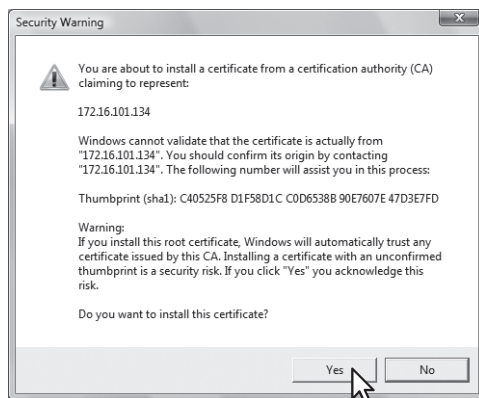 Security Warning
X
You are about to install a certificate from a certification authority (CA)
claiming to represent:
172.16.101.134
Windows cannot validate that the certificate is actually from
"172.16.101.134". You should confirm its origin by contacting
"172.16.101.134". The following number will assist you in this process:
Thumbprint (sha1): C40525F8 D1F58D1C C0D6538B 90E7607E 47D3E7FD
Warning:
If you install this root certificate, Windows will automatically trust any
certificate issued by this CA. Installing a certificate with an unconfirmed
thumbprint is a security risk. If you click "Yes" you acknowledge this
risk.
Do you want to install this certificate?
Yes No